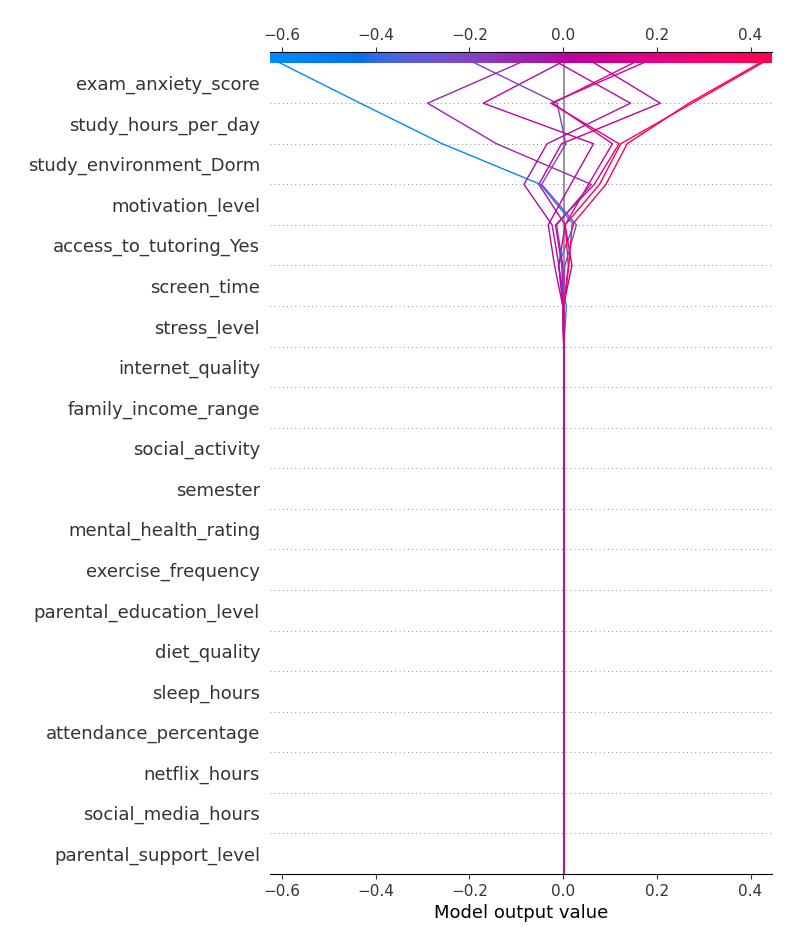 −0.6 −0.4 −0.2 0.0 0.2 0.4
exam_anxiety_score
study_hours_per_day
study_environment_Dorm
motivation_level
access_to_tutoring_Yes
screen_time
stress_level
internet_quality
family_income_range
social_activity
semester
mental_health_rating
exercise_frequency
parental_education_level
diet_quality
sleep_hours
attendance_percentage
netflix_hours
social_media_hours
parental_support_level
−0.6 −0.4 −0.2 0.0 0.2 0.4
Model output value